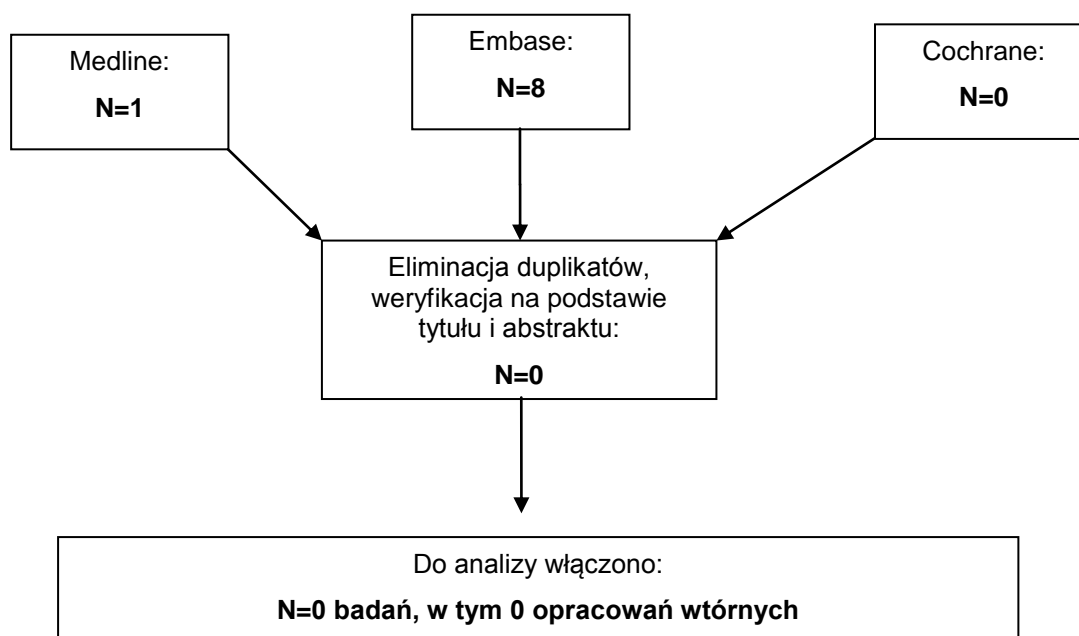 Medline:
N=1
Embase:
N=8
Cochrane:
N=0
Eliminacja duplikatów,
weryfikacja na podstawie
tytułu i abstraktu:
N=0
Do analizy włączono:
N=0 badań, w tym 0 opracowań wtórnych